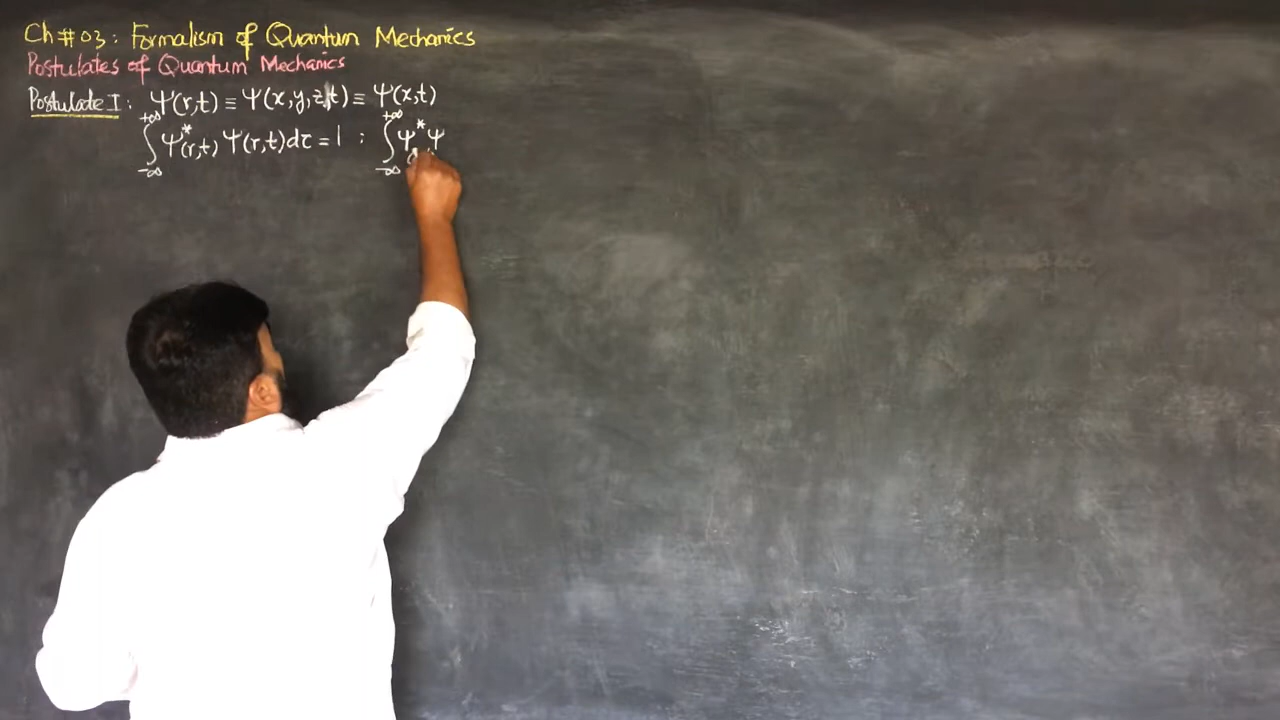 Ch # 03: Formalism of Quantum Mechanics
Postulates of Quantum Mechanics
Postulate I: Ψ(r,t) ≡ Ψ(x,y,z,t) ≡ Ψ(x,t)
∫₋∞⁺∞ Ψ*(r,t) Ψ(r,t)dτ = 1 ; ∫₋∞⁺∞ Ψ* Ψ